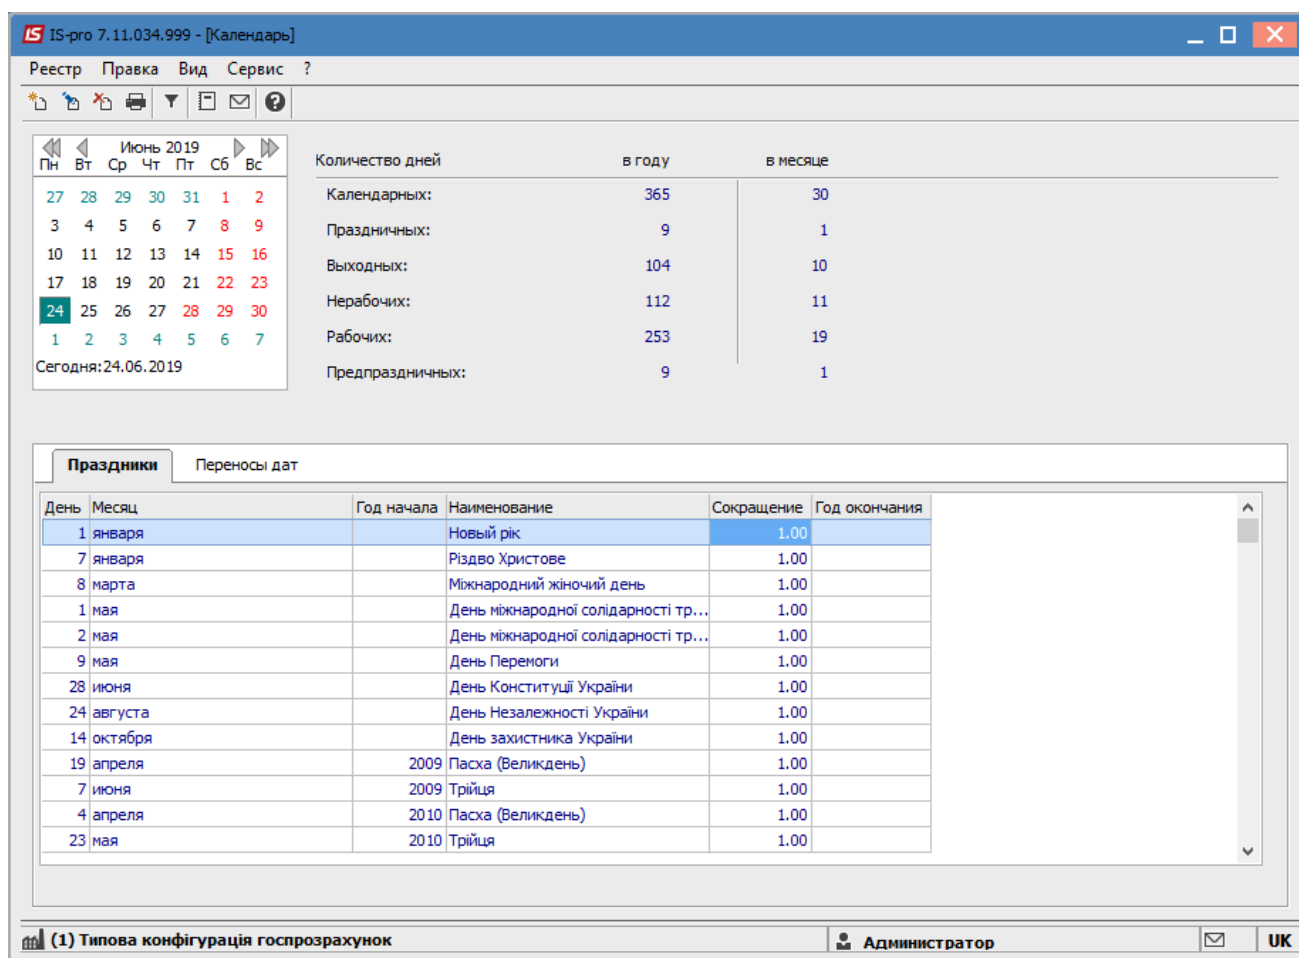 IS IS-pro 7.11.034.999 - [Календарь]
Реестр Правка Вид Сервис ?
Июнь 2019
Пн Вт Ср Чт Пт Сб Вс
27 28 29 30 31 1 2
3 4 5 6 7 8 9
10 11 12 13 14 15 16
17 18 19 20 21 22 23
24 25 26 27 28 29 30
1 2 3 4 5 6 7
Сегодня:24.06.2019
Количество дней в году в месяце
Календарных: 365 30
Праздничных: 9 1
Выходных: 104 10
Нерабочих: 112 11
Рабочих: 253 19
Предпраздничных: 9 1
Праздники Переносы дат
День Месяц Год начала Наименование Сокращение Год окончания
1 января Новый рік 1.00
7 января Різдво Христове 1.00
8 марта Міжнародний жіночий день 1.00
1 мая День міжнародної солідарності тр... 1.00
2 мая День міжнародної солідарності тр... 1.00
9 мая День Перемоги 1.00
28 июня День Конституції України 1.00
24 августа День Незалежності України 1.00
14 октября День захистника України 1.00
19 апреля 2009 Пасха (Великдень) 1.00
7 июня 2009 Трійця 1.00
4 апреля 2010 Пасха (Великдень) 1.00
23 мая 2010 Трійця 1.00
(1) Типова конфігурація госпрозрахунок Администратор UK